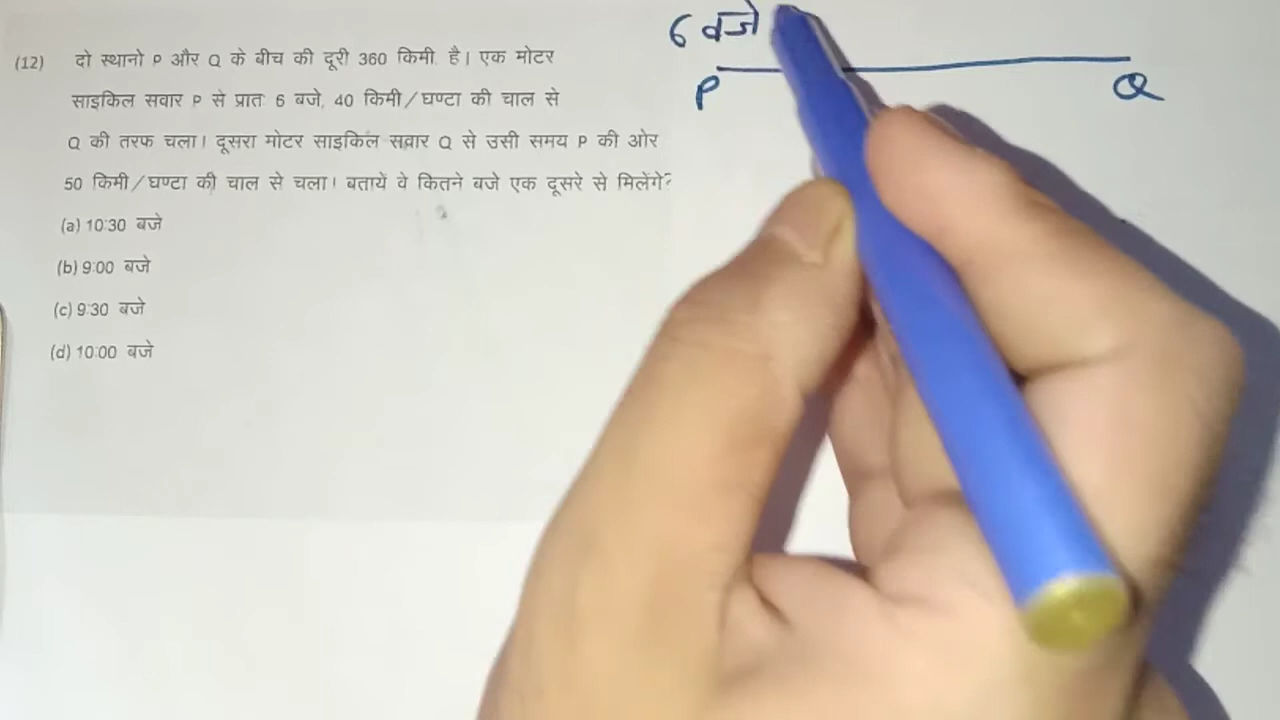 (12) दो स्थानो P और Q के बीच की दूरी 360 किमी. है। एक मोटर
साइकिल सवार P से प्रात: 6 बजे, 40 किमी/घण्टा की चाल से
Q की तरफ चला। दूसरा मोटर साइकिल सवार Q से उसी समय P की ओर
50 किमी/घण्टा की चाल से चला। बतायें वे कितने बजे एक दूसरे से मिलेंगे?
(a) 10:30 बजे
(b) 9:00 बजे
(c) 9:30 बजे
(d) 10:00 बजे
6 बजे
P Q